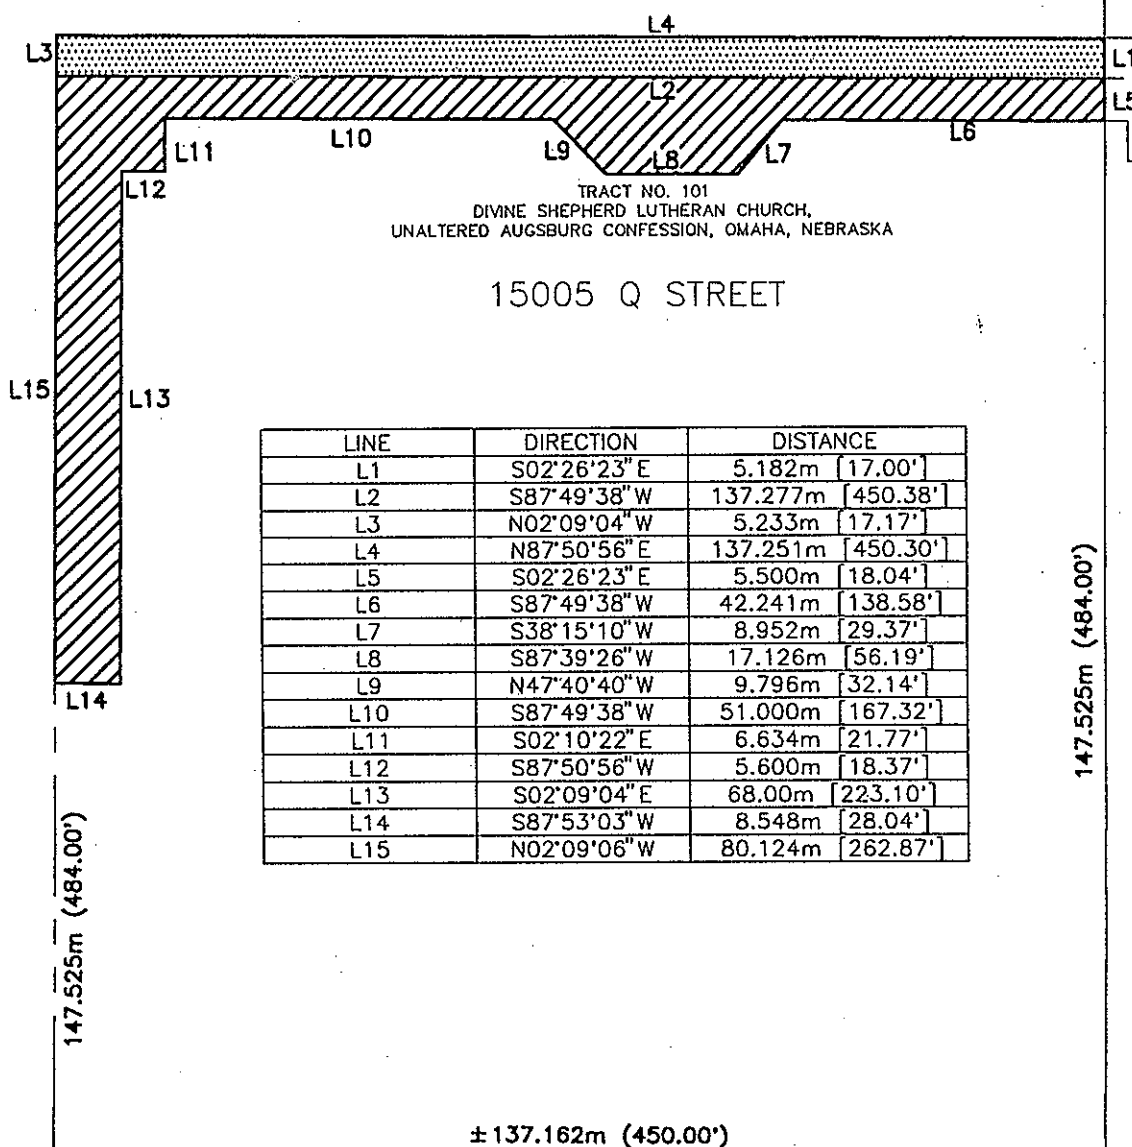 L4
L3
L1
L2
L5
L10
L6
L11
L9
L8
L7
L12
TRACT NO. 101
DIVINE SHEPHERD LUTHERAN CHURCH,
UNALTERED AUGSBURG CONFESSION, OMAHA, NEBRASKA
15005 Q STREET
L15
L13
LINE DIRECTION DISTANCE
L1 S02°26'23"E 5.182m [17.00']
L2 S87°49'38"W 137.277m [450.38']
L3 N02°09'04"W 5.233m [17.17']
L4 N87°50'56"E 137.251m [450.30']
L5 S02°26'23"E 5.500m [18.04']
L6 S87°49'38"W 42.241m [138.58']
L7 S38°15'10"W 8.952m [29.37']
L8 S87°39'26"W 17.126m [56.19']
L9 N47°40'40"W 9.796m [32.14']
L10 S87°49'38"W 51.000m [167.32']
L11 S02°10'22"E 6.634m [21.77']
L12 S87°50'56"W 5.600m [18.37']
L13 S02°09'04"E 68.00m [223.10']
L14 S87°53'03"W 8.548m [28.04']
L15 N02°09'06"W 80.124m [262.87']
L14
147.525m (484.00')
147.525m (484.00')
±137.162m (450.00')